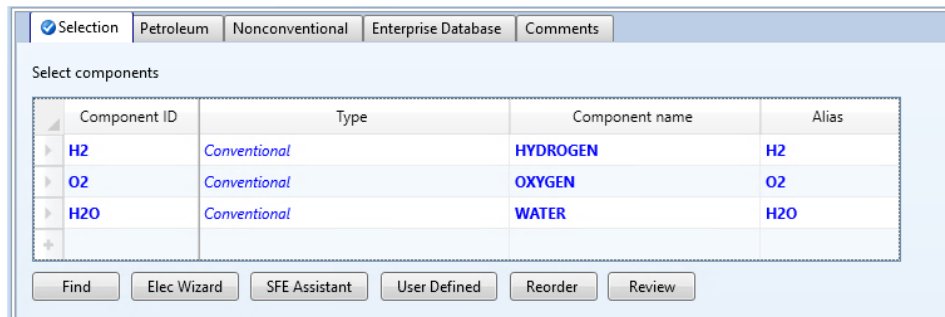 Selection Petroleum Nonconventional Enterprise Database Comments
Select components
Component ID Type Component name Alias
H2 Conventional HYDROGEN H2
O2 Conventional OXYGEN O2
H2O Conventional WATER H2O
Find Elec Wizard SFE Assistant User Defined Reorder Review